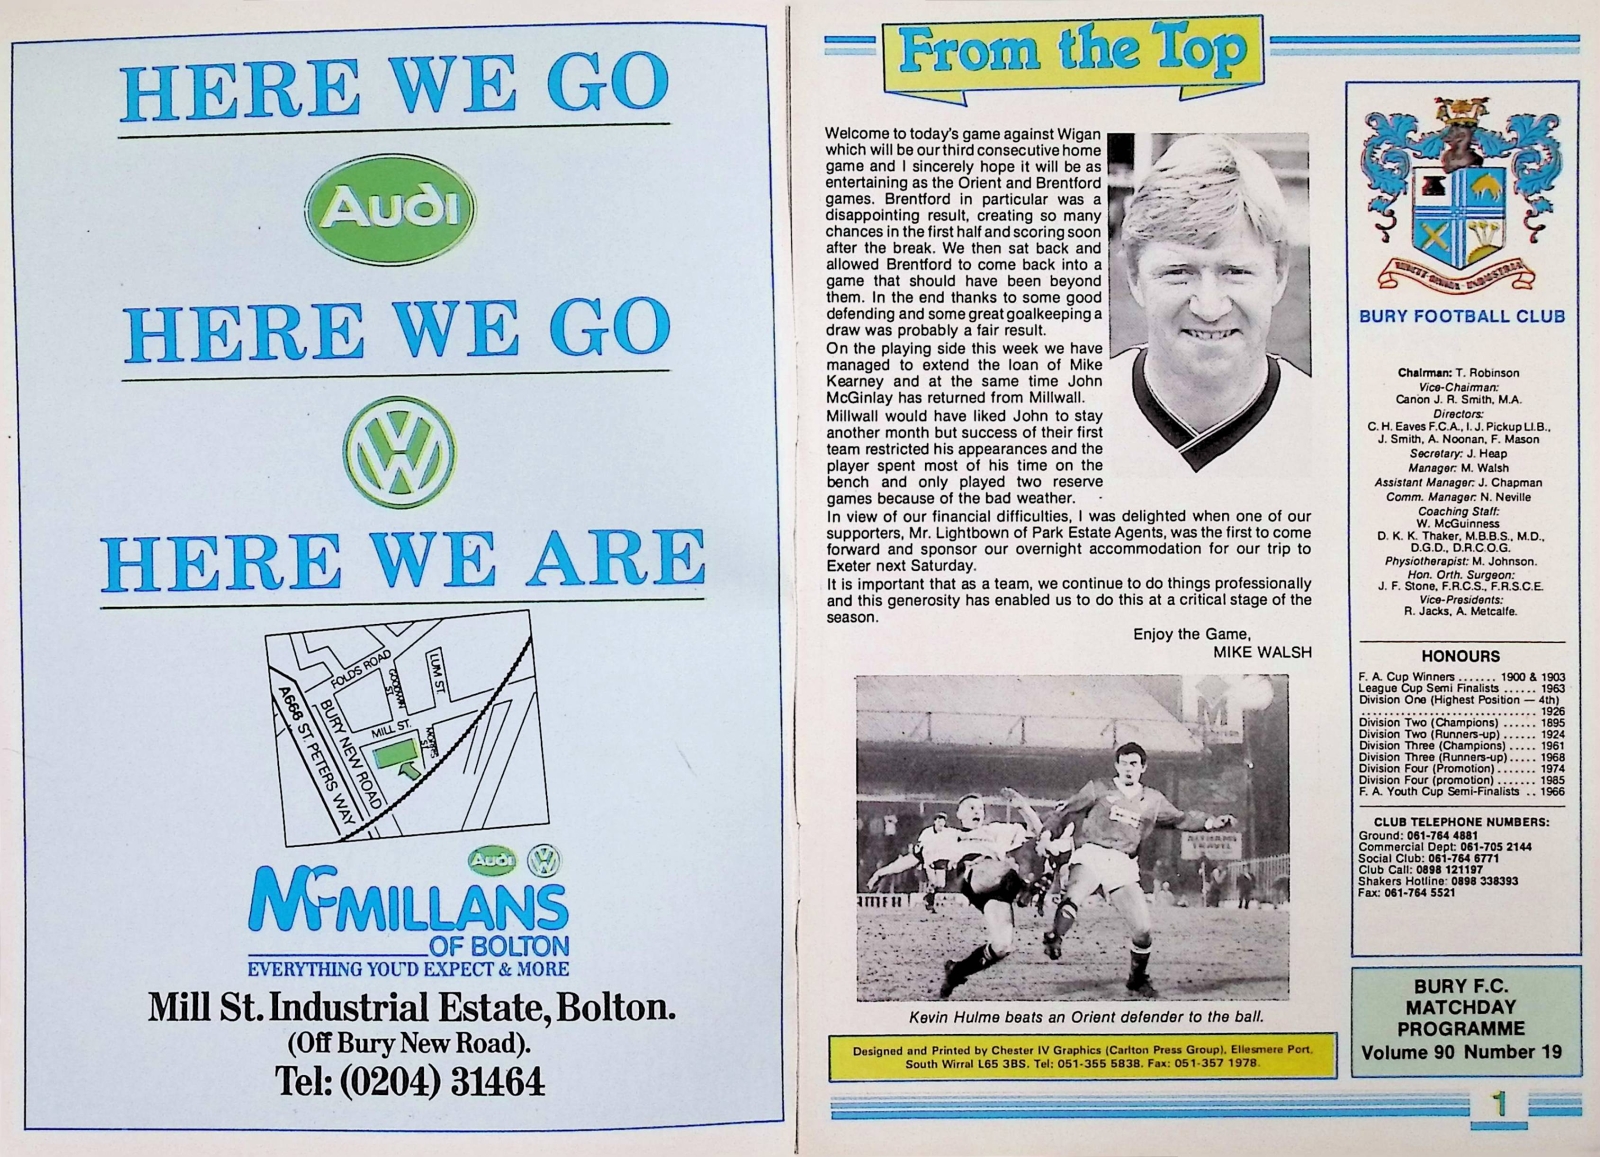 HERE WE GO
Audi
HERE WE GO
HERE WE ARE
FOLDS ROAD
GOODWIN ST.
LUM ST.
A666 ST. PETERS WAY
BURY NEW ROAD
MILL ST.
Audi
McMILLANS
OF BOLTON
EVERYTHING YOU'D EXPECT & MORE
Mill St. Industrial Estate, Bolton.
(Off Bury New Road).
Tel: (0204) 31464
From the Top
Welcome to today's game against Wigan
which will be our third consecutive home
game and I sincerely hope it will be as
entertaining as the Orient and Brentford
games. Brentford in particular was a
disappointing result, creating so many
chances in the first half and scoring soon
after the break. We then sat back and
allowed Brentford to come back into a
game that should have been beyond
them. In the end thanks to some good
defending and some great goalkeeping a
draw was probably a fair result.
On the playing side this week we have
managed to extend the loan of Mike
Kearney and at the same time John
McGinlay has returned from Millwall.
Millwall would have liked John to stay
another month but success of their first
team restricted his appearances and the
player spent most of his time on the
bench and only played two reserve
games because of the bad weather.
In view of our financial difficulties, I was delighted when one of our
supporters, Mr. Lightbown of Park Estate Agents, was the first to come
forward and sponsor our overnight accommodation for our trip to
Exeter next Saturday.
It is important that as a team, we continue to do things professionally
and this generosity has enabled us to do this at a critical stage of the
season.
Enjoy the Game,
MIKE WALSH
Kevin Hulme beats an Orient defender to the ball.
Designed and Printed by Chester IV Graphics (Carlton Press Group), Ellesmere Port,
South Wirral L65 3BS. Tel: 051-355 5838. Fax: 051-357 1978.
BURY FOOTBALL CLUB
Chairman: T. Robinson
Vice-Chairman:
Canon J. R. Smith, M.A.
Directors:
C. H. Eaves F.C.A., I. J. Pickup Ll.B.,
J. Smith, A. Noonan, F. Mason
Secretary: J. Heap
Manager: M. Walsh
Assistant Manager: J. Chapman
Comm. Manager: N. Neville
Coaching Staff:
W. McGuinness
D. K. K. Thaker, M.B.B.S., M.D.,
D.G.D., D.R.C.O.G.
Physiotherapist: M. Johnson.
Hon. Orth. Surgeon:
J. F. Stone, F.R.C.S., F.R.S.C.E.
Vice-Presidents:
R. Jacks, A. Metcalfe.
HONOURS
F. A. Cup Winners ....... 1900 & 1903
League Cup Semi Finalists ...... 1963
Division One (Highest Position — 4th)
................................ 1926
Division Two (Champions) ...... 1895
Division Two (Runners-up) ...... 1924
Division Three (Champions) ..... 1961
Division Three (Runners-up) ..... 1968
Division Four (Promotion) ....... 1974
Division Four (promotion) ....... 1985
F. A. Youth Cup Semi-Finalists .. 1966
CLUB TELEPHONE NUMBERS:
Ground: 061-764 4881
Commercial Dept: 061-705 2144
Social Club: 061-764 6771
Club Call: 0898 121197
Shakers Hotline: 0898 338393
Fax: 061-764 5521
BURY F.C.
MATCHDAY
PROGRAMME
Volume 90 Number 19
1